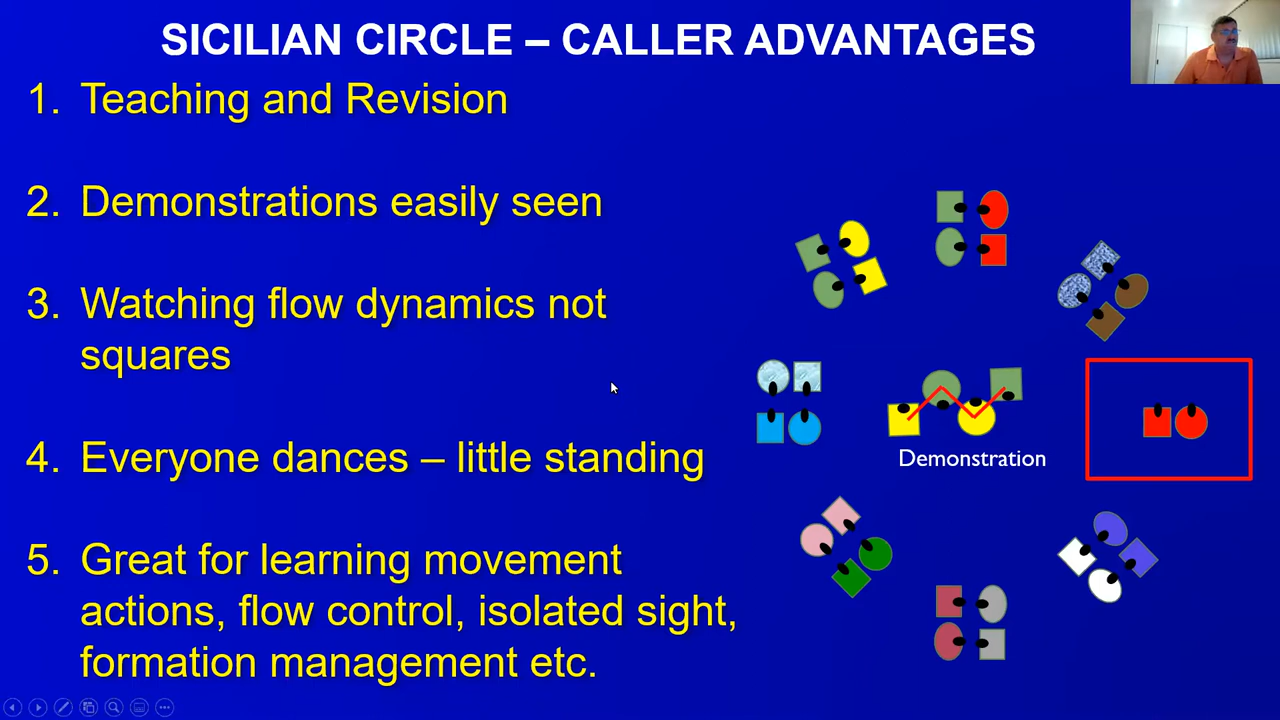 SICILIAN CIRCLE – CALLER ADVANTAGES
1. Teaching and Revision
2. Demonstrations easily seen
3. Watching flow dynamics not
squares
4. Everyone dances – little standing
5. Great for learning movement
actions, flow control, isolated sight,
formation management etc.
Demonstration